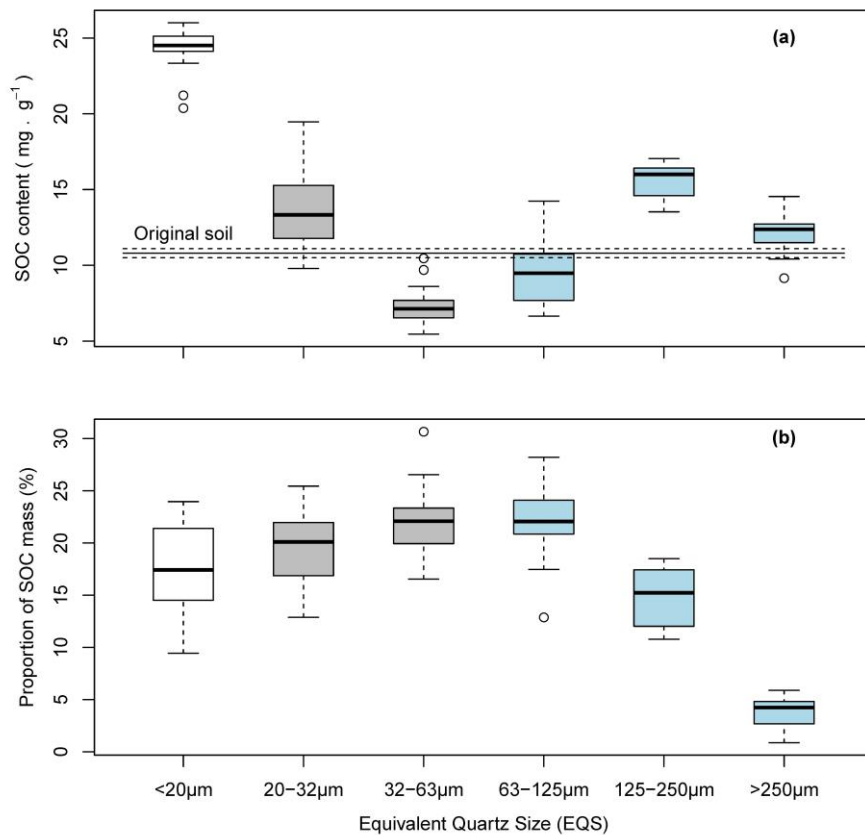 (a)
25
20
15
10
5
SOC content ( mg . g⁻¹)
Original soil
(b)
30
25
20
15
10
5
0
Proportion of SOC mass (%)
<20µm 20−32µm 32−63µm 63−125µm 125−250µm >250µm
Equivalent Quartz Size (EQS)